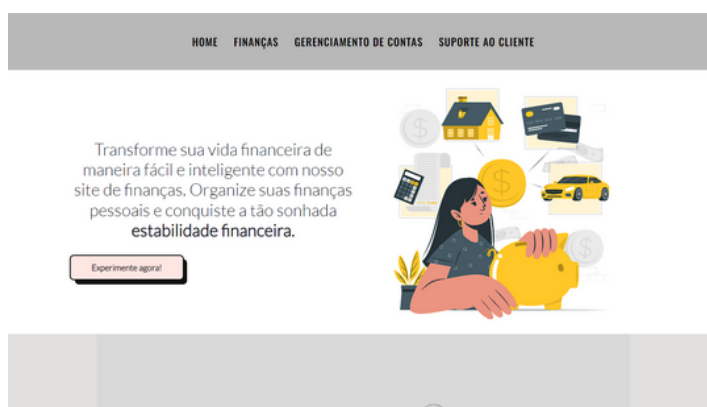 HOME FINANÇAS GERENCIAMENTO DE CONTAS SUPORTE AO CLIENTE
Transforme sua vida financeira de
maneira fácil e inteligente com nosso
site de finanças. Organize suas finanças
pessoais e conquiste a tão sonhada
estabilidade financeira.
Experimente agora!
$
$
$